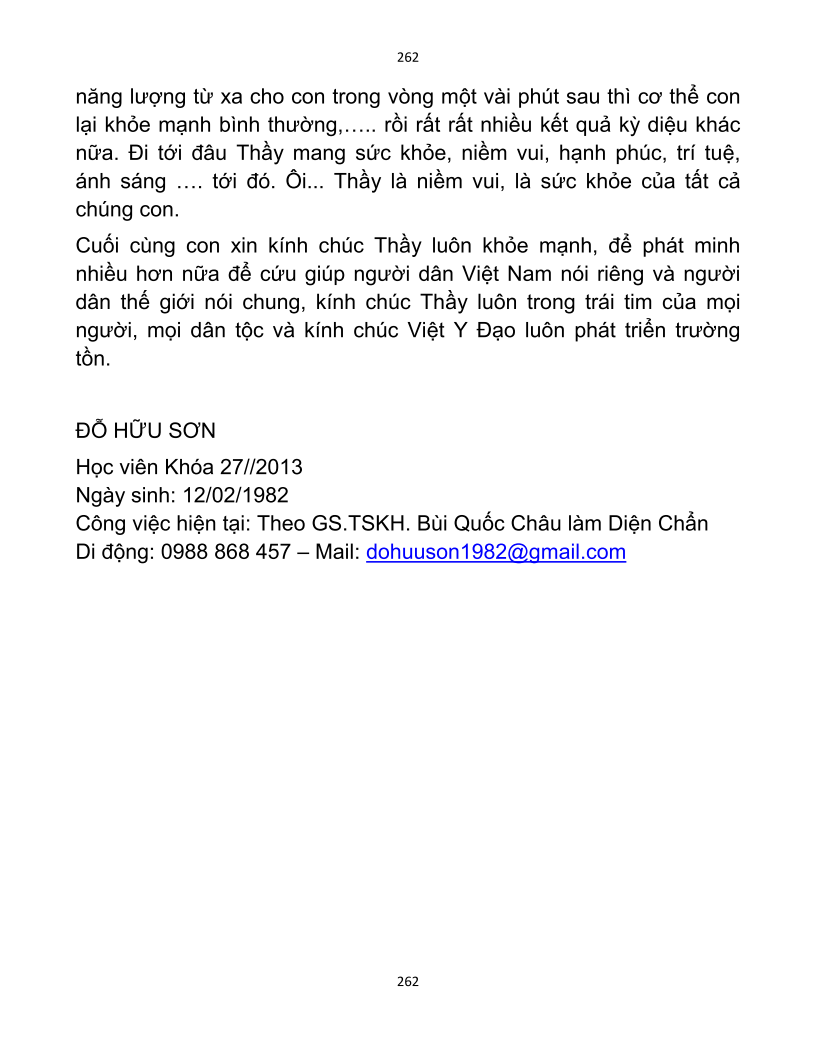 262
năng lượng từ xa cho con trong vòng một vài phút sau thì cơ thể con
lại khỏe mạnh bình thường,….. rồi rất rất nhiều kết quả kỳ diệu khác
nữa. Đi tới đâu Thầy mang sức khỏe, niềm vui, hạnh phúc, trí tuệ,
ánh sáng …. tới đó. Ôi... Thầy là niềm vui, là sức khỏe của tất cả
chúng con.
Cuối cùng con xin kính chúc Thầy luôn khỏe mạnh, để phát minh
nhiều hơn nữa để cứu giúp người dân Việt Nam nói riêng và người
dân thế giới nói chung, kính chúc Thầy luôn trong trái tim của mọi
người, mọi dân tộc và kính chúc Việt Y Đạo luôn phát triển trường
tồn.
ĐỖ HỮU SƠN
Học viên Khóa 27//2013
Ngày sinh: 12/02/1982
Công việc hiện tại: Theo GS.TSKH. Bùi Quốc Châu làm Diện Chẩn
Di động: 0988 868 457 – Mail: dohuuson1982@gmail.com
262